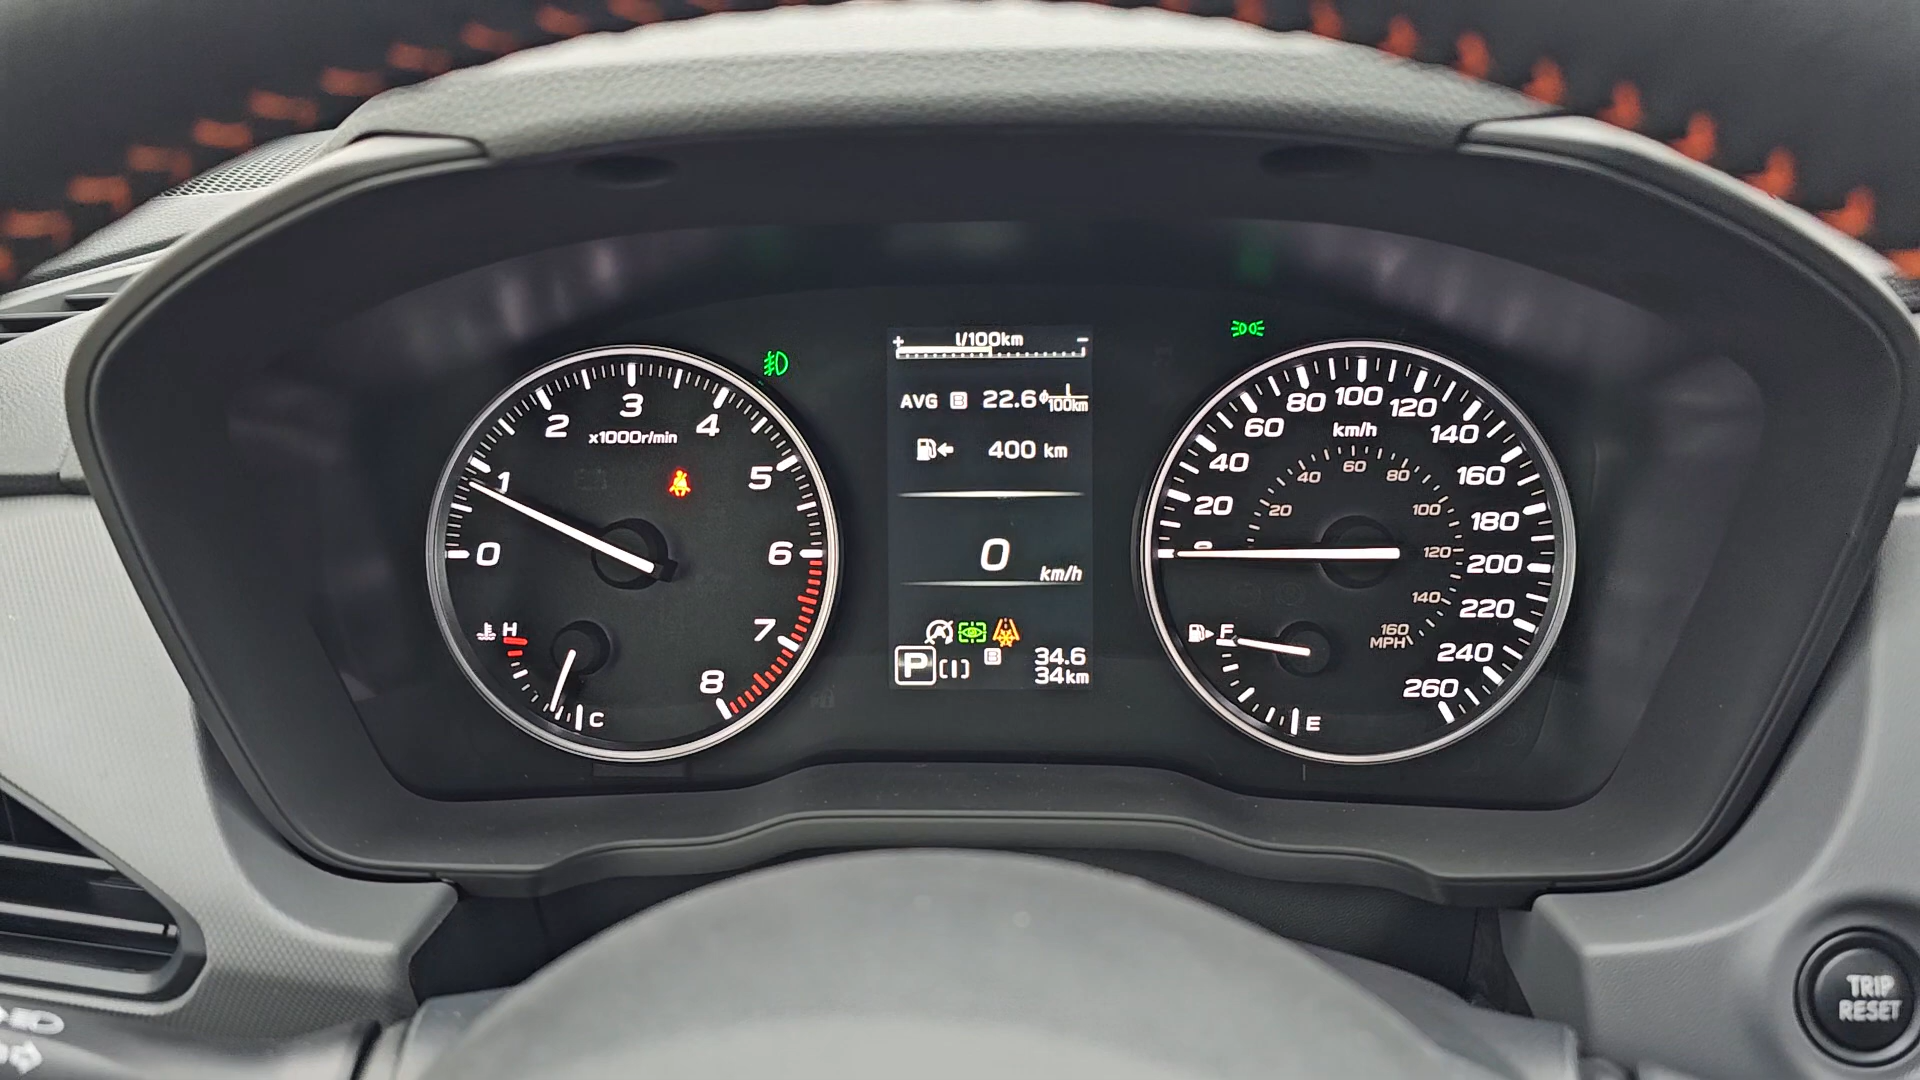 l/100km
+ -
AVG B 22.6 l/100km
400 km
0
km/h
P B 34.6
34km
0
1
2
3
4
5
6
7
8
x1000r/min
H
C
20
40
60
80
100
120
140
160
180
200
220
240
260
km/h
20
40
60
80
100
120
140
160
MPH
F
E
TRIP
RESET